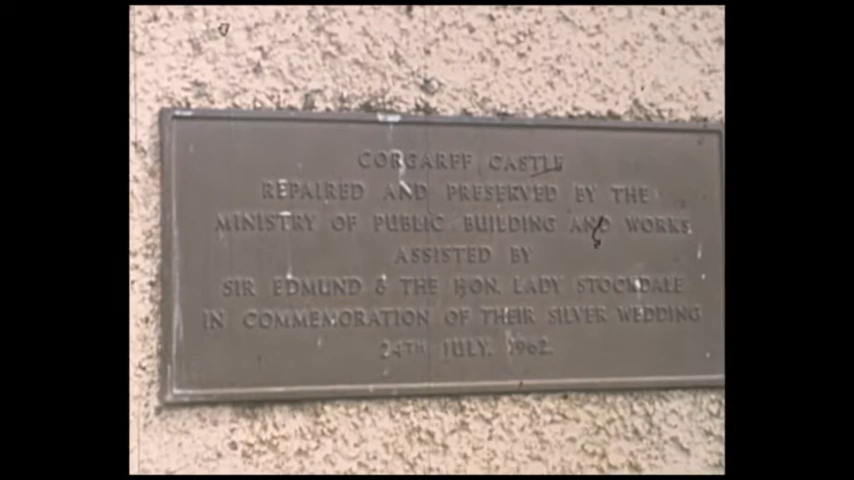 CORGARFF CASTLE
REPAIRED AND PRESERVED BY THE
MINISTRY OF PUBLIC BUILDING AND WORKS
ASSISTED BY
SIR EDMUND & THE HON. LADY STOCKDALE
IN COMMEMORATION OF THEIR SILVER WEDDING
24TH JULY. 1962.